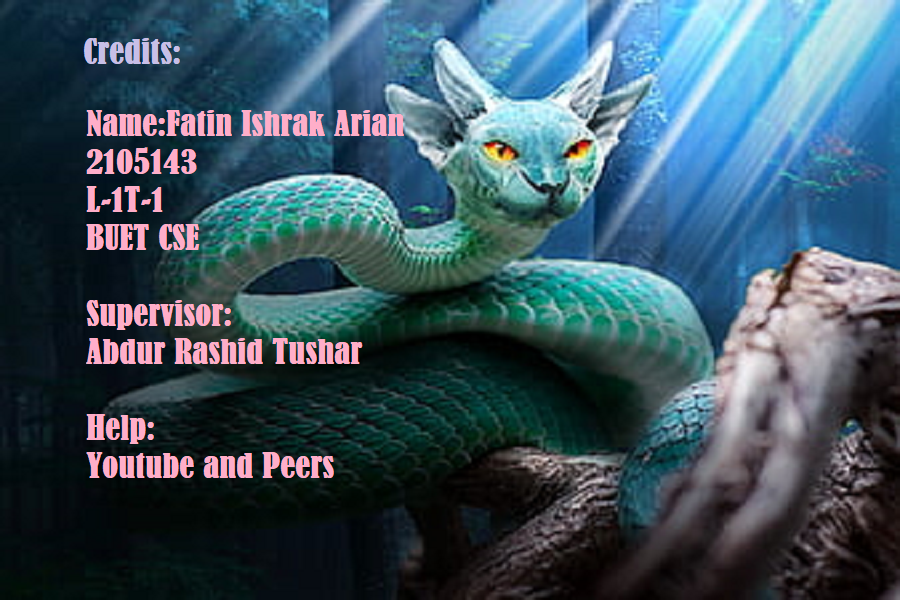 Credits:
Name:Fatin Ishrak Arian
2105143
L-1T-1
BUET CSE
Supervisor:
Abdur Rashid Tushar
Help:
Youtube and Peers